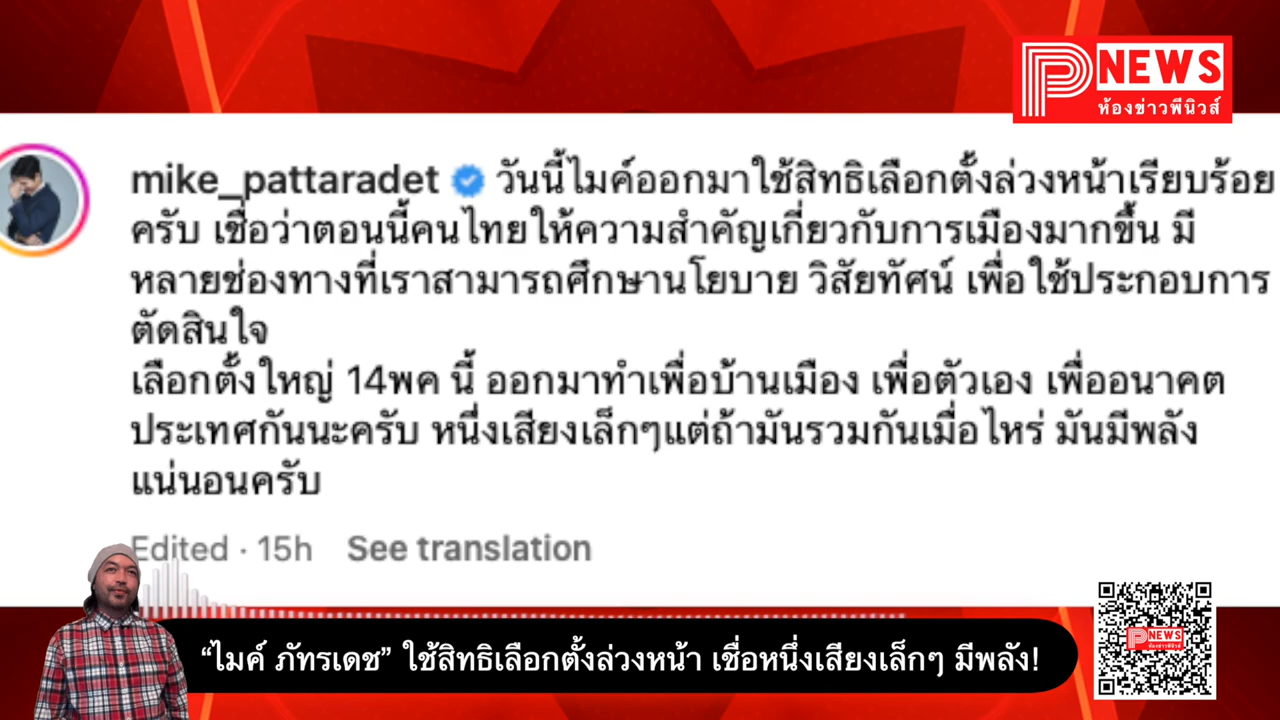 P NEWS
ห้องข่าวพีนิวส์
mike_pattaradet วันนี้ไมค์ออกมาใช้สิทธิเลือกตั้งล่วงหน้าเรียบร้อย
ครับ เชื่อว่าตอนนี้คนไทยให้ความสำคัญเกี่ยวกับการเมืองมากขึ้น มี
หลายช่องทางที่เราสามารถศึกษานโยบาย วิสัยทัศน์ เพื่อใช้ประกอบการ
ตัดสินใจ
เลือกตั้งใหญ่ 14พค นี้ ออกมาทำเพื่อบ้านเมือง เพื่อตัวเอง เพื่ออนาคต
ประเทศกันนะครับ หนึ่งเสียงเล็กๆแต่ถ้ามันรวมกันเมื่อไหร่ มันมีพลัง
แน่นอนครับ
Edited · 15h See translation
“ไมค์ ภัทรเดช” ใช้สิทธิเลือกตั้งล่วงหน้า เชื่อหนึ่งเสียงเล็กๆ มีพลัง!
P NEWS
ห้องข่าวพีนิวส์